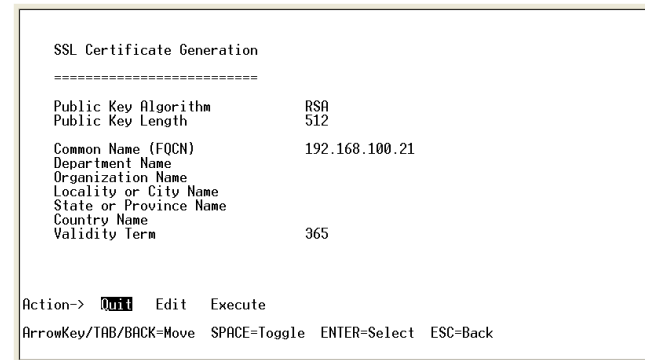 SSL Certificate Generation
==========================
Public Key Algorithm RSA
Public Key Length 512
Common Name (FQCN) 192.168.100.21
Department Name
Organization Name
Locality or City Name
State or Province Name
Country Name
Validity Term 365
Action-> Quit Edit Execute
ArrowKey/TAB/BACK=Move SPACE=Toggle ENTER=Select ESC=Back